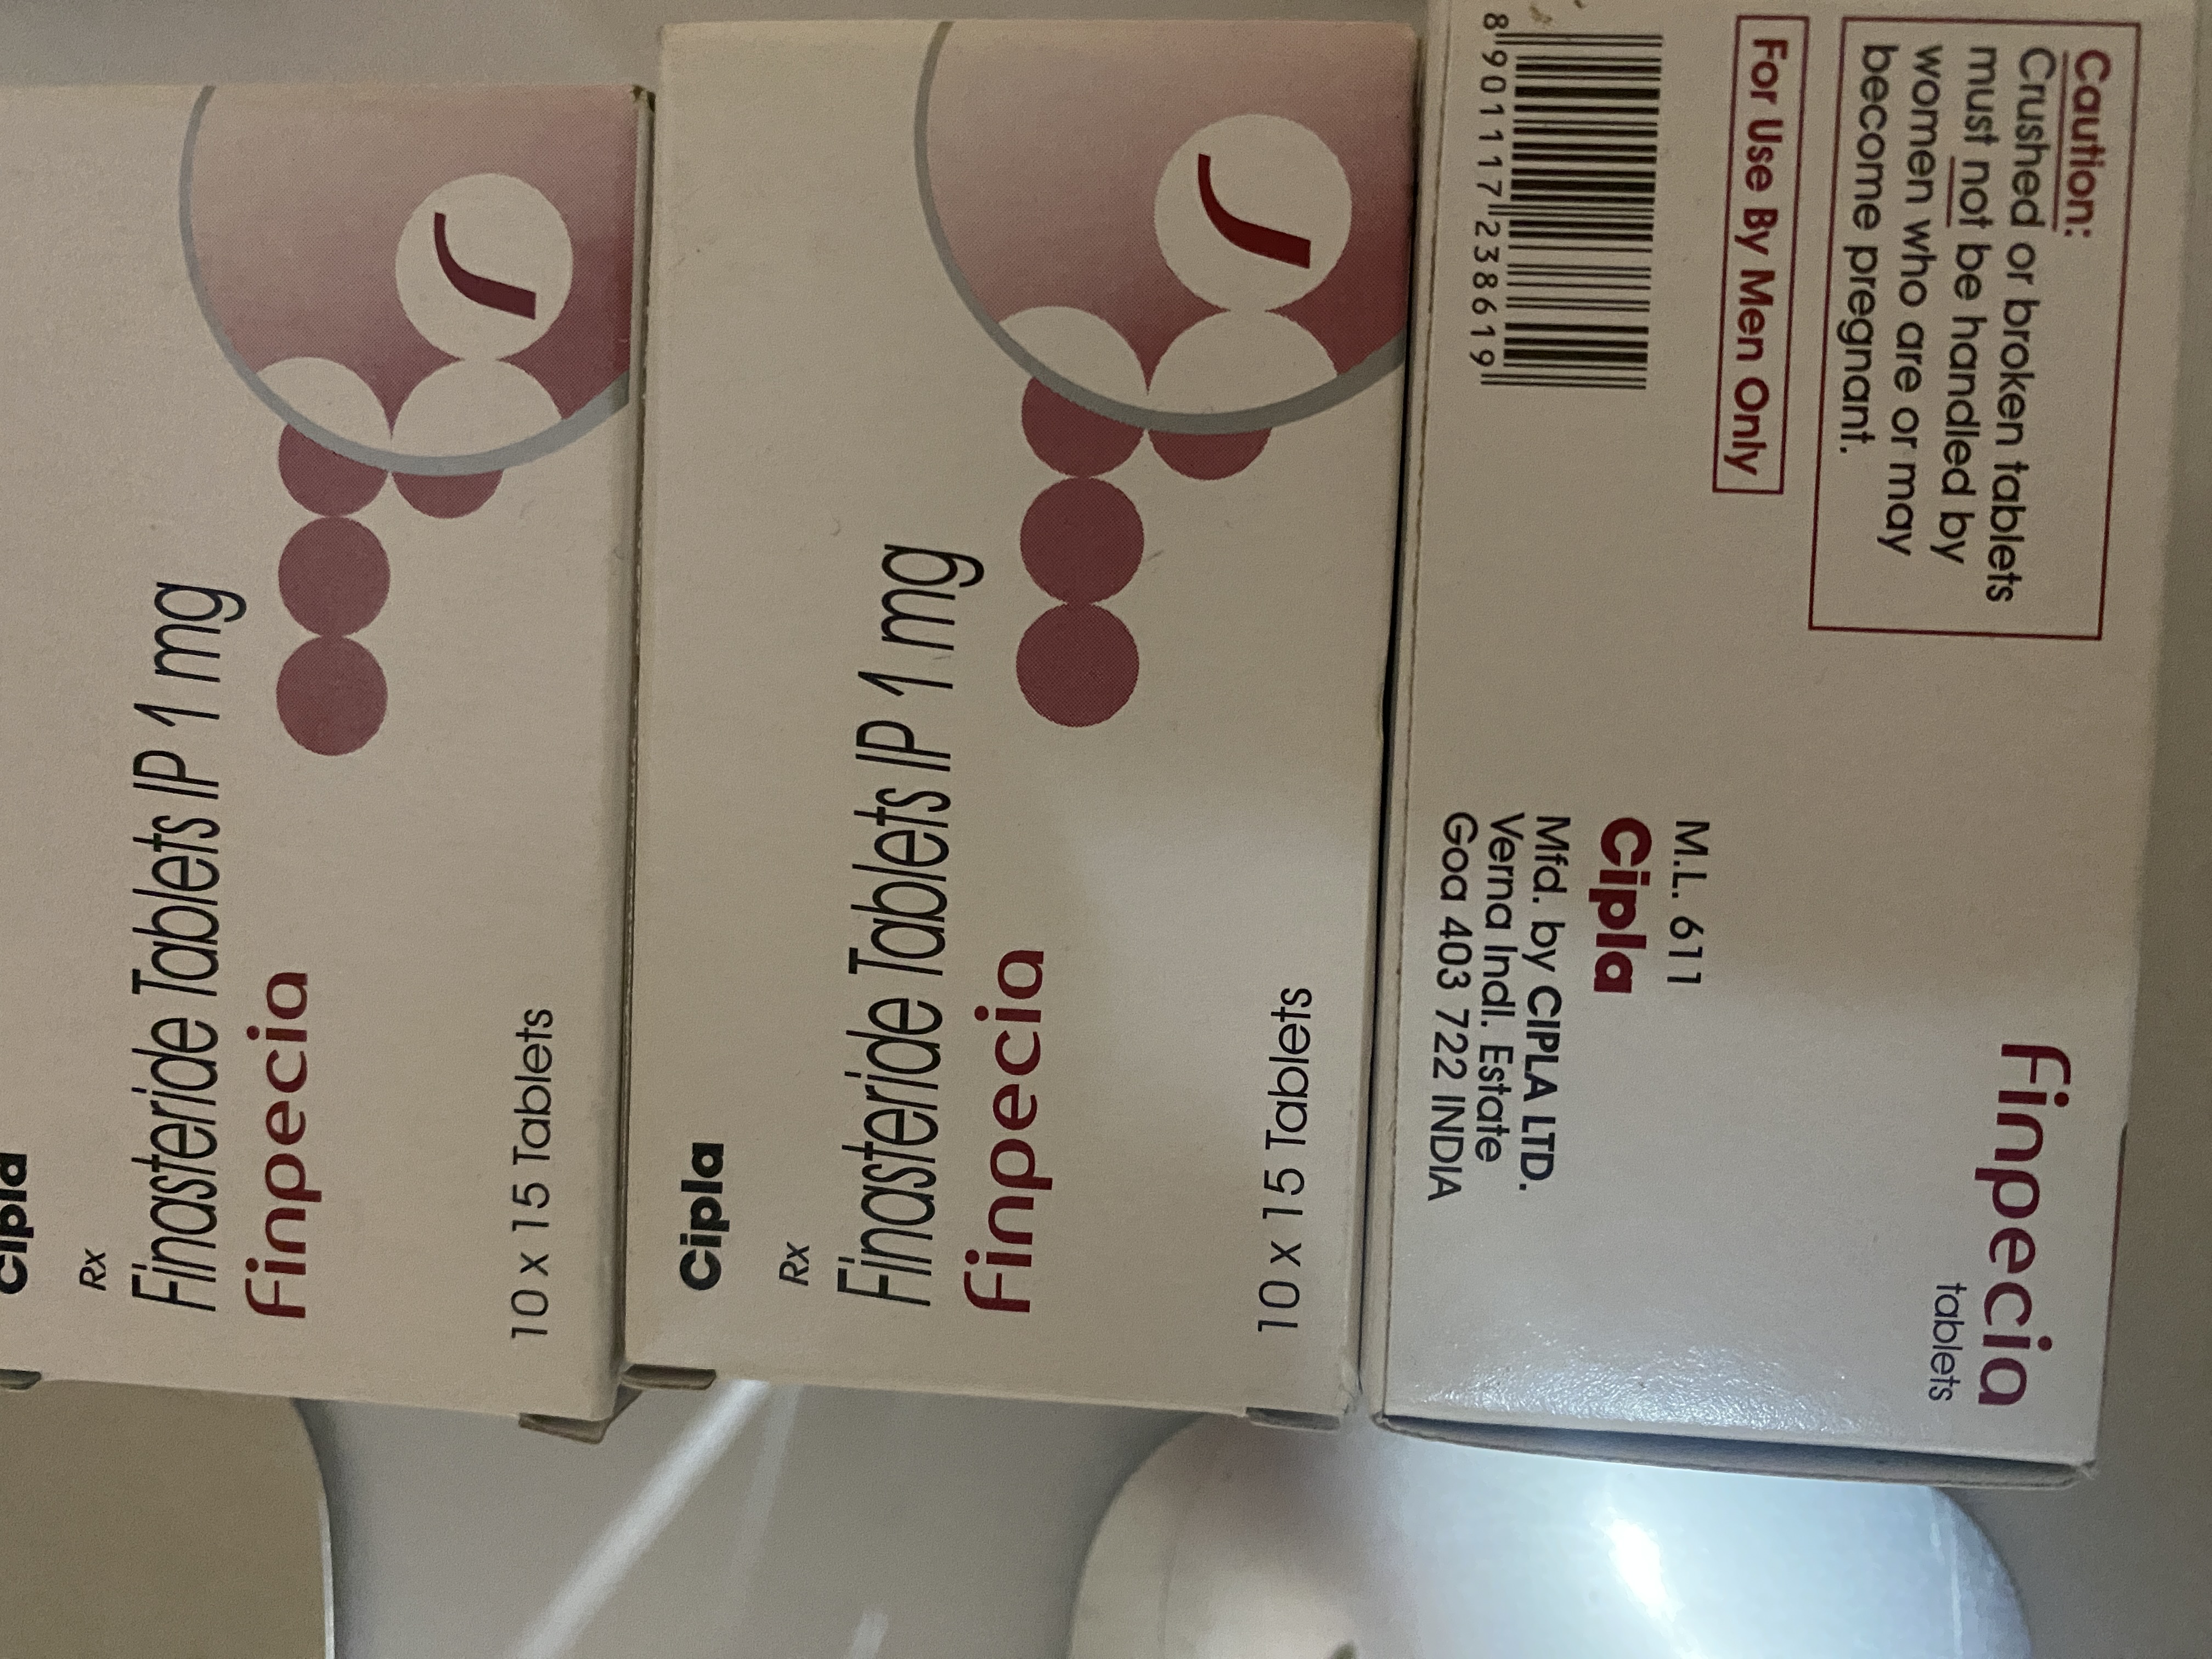 Cipla
Rx
Finasteride Tablets IP 1 mg
Finpecia
10 x 15 Tablets
Cipla
Rx
Finasteride Tablets IP 1 mg
Finpecia
10 x 15 Tablets
Caution:
Crushed or broken tablets
must not be handled by
women who are or may
become pregnant.
For Use By Men Only
8 901117 238619
Finpecia
tablets
M.L. 611
Cipla
Mfd. by CIPLA LTD.
Verna Indl. Estate
Goa 403 722 INDIA